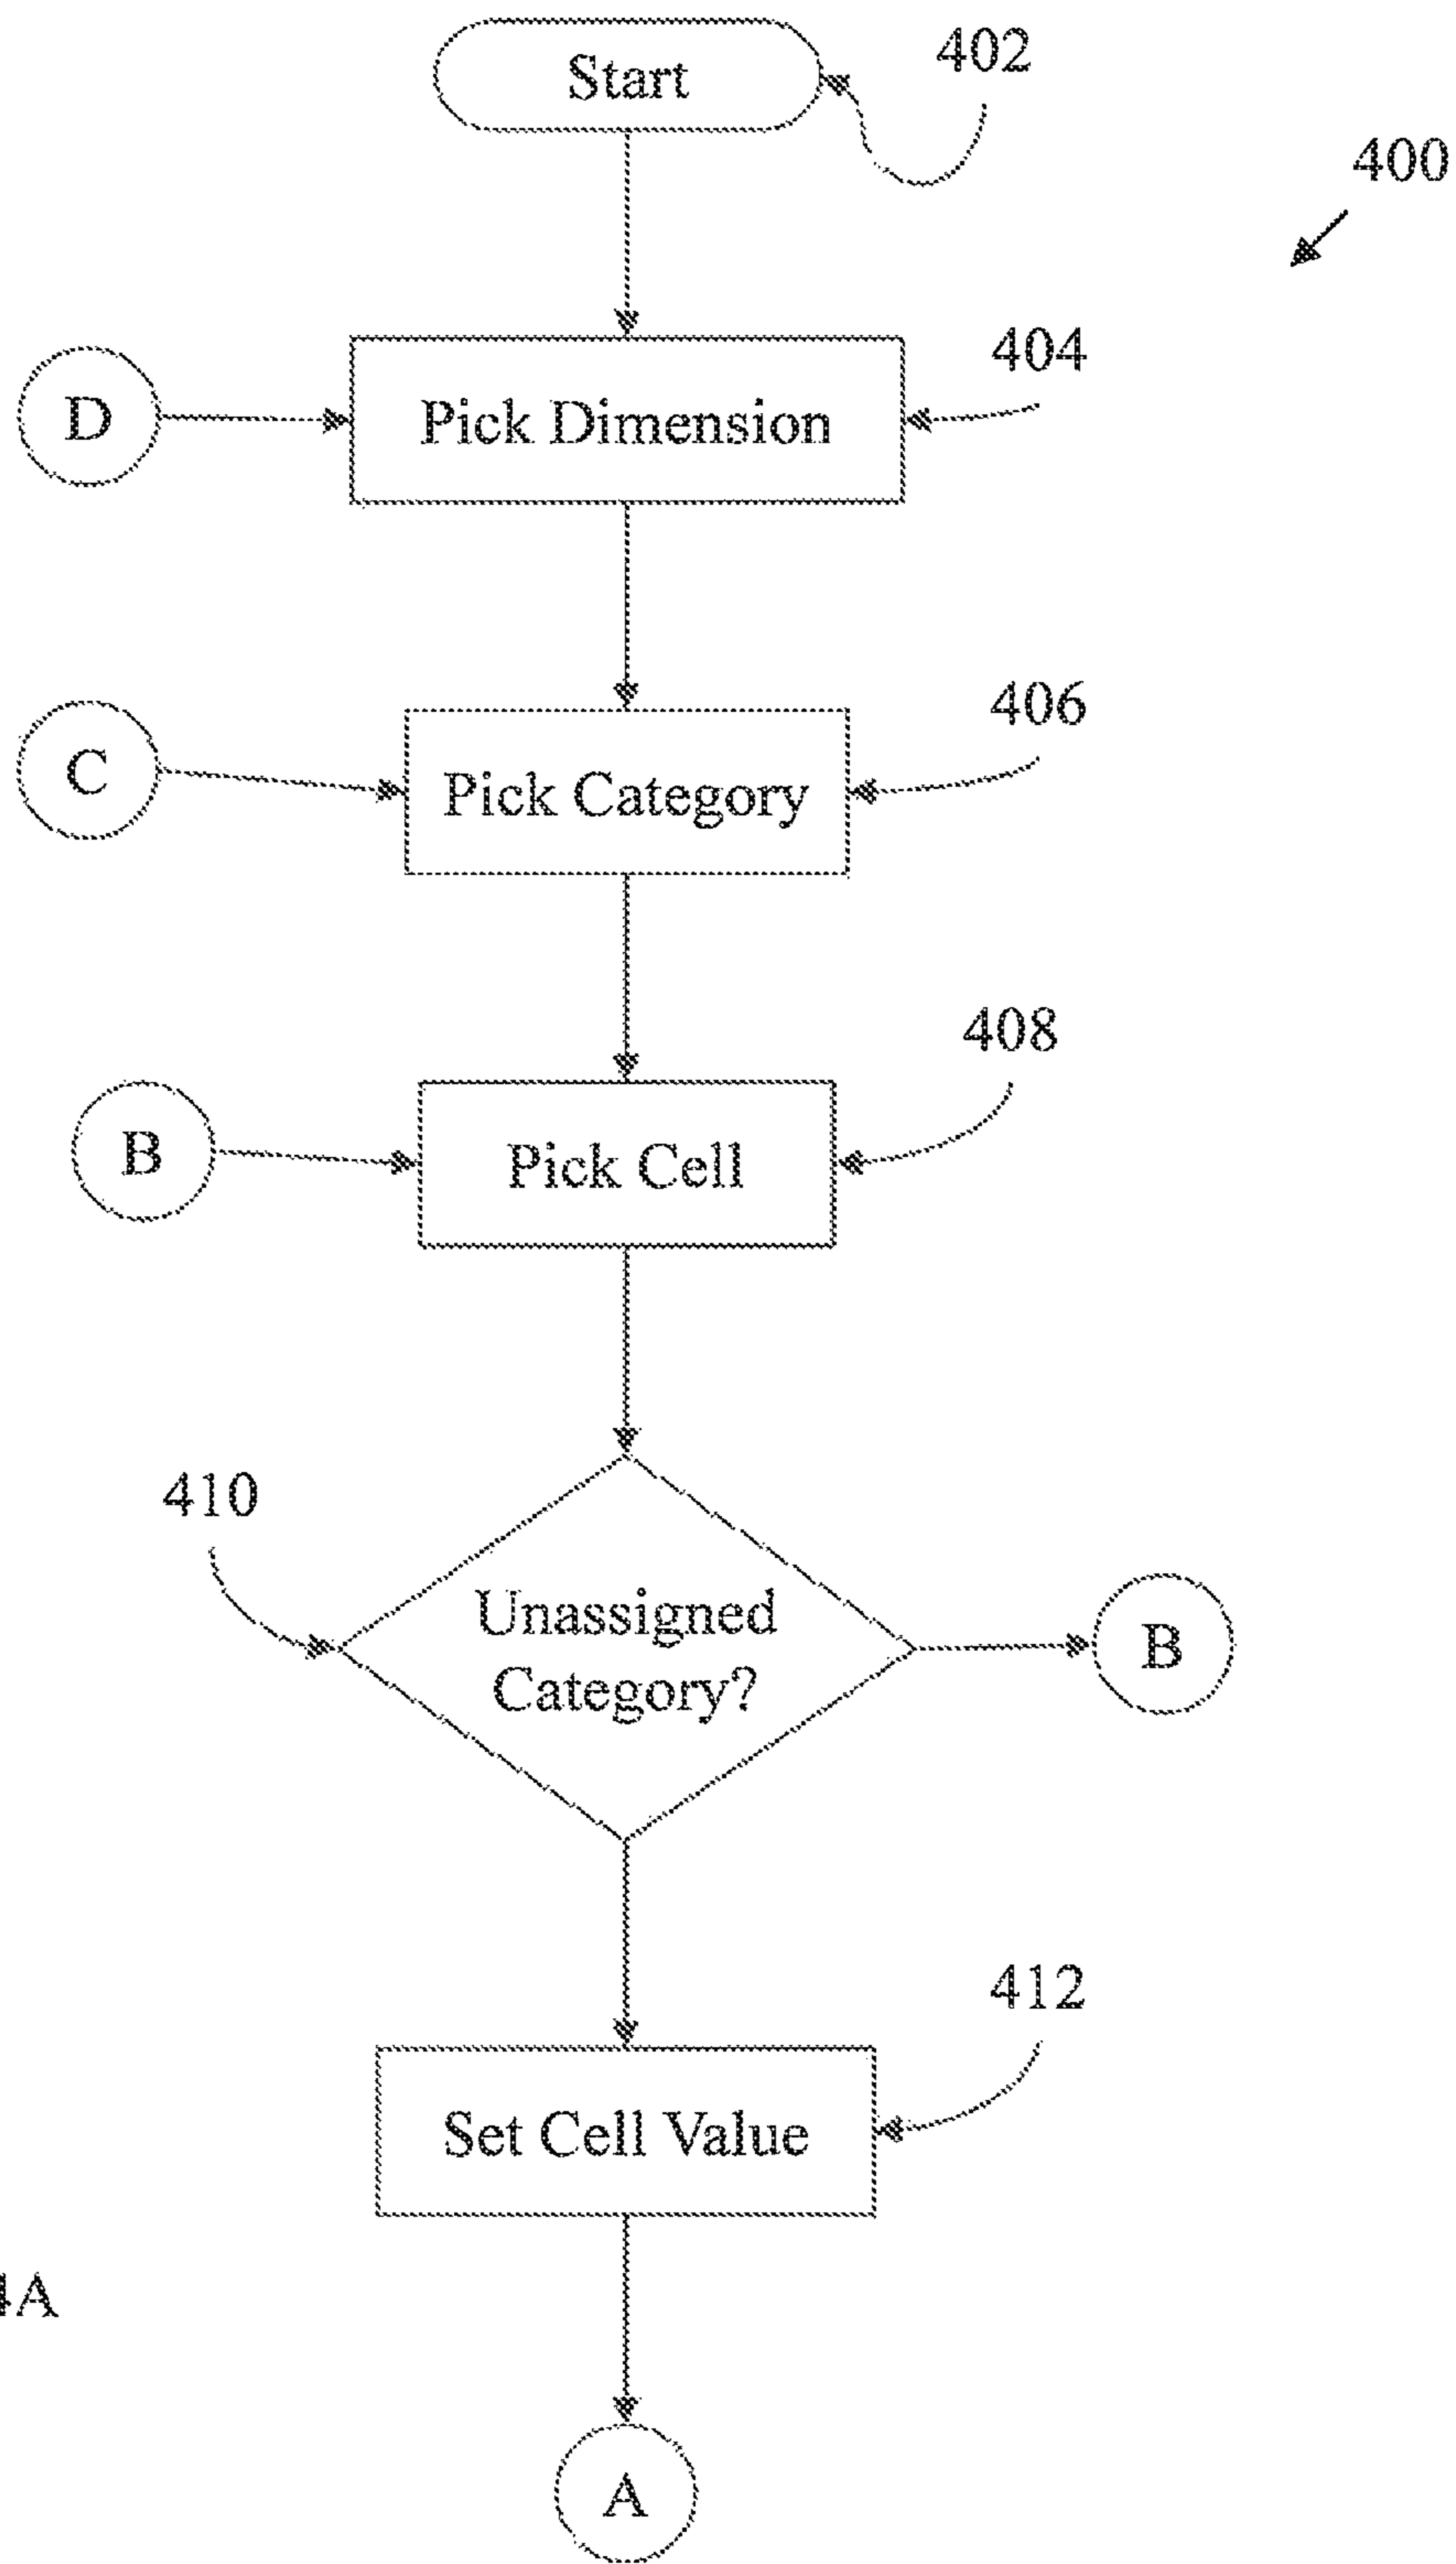 Start
402
400
404
D
Pick Dimension
406
C
Pick Category
408
B
Pick Cell
410
Unassigned
Category?
B
412
Set Cell Value
4A
A